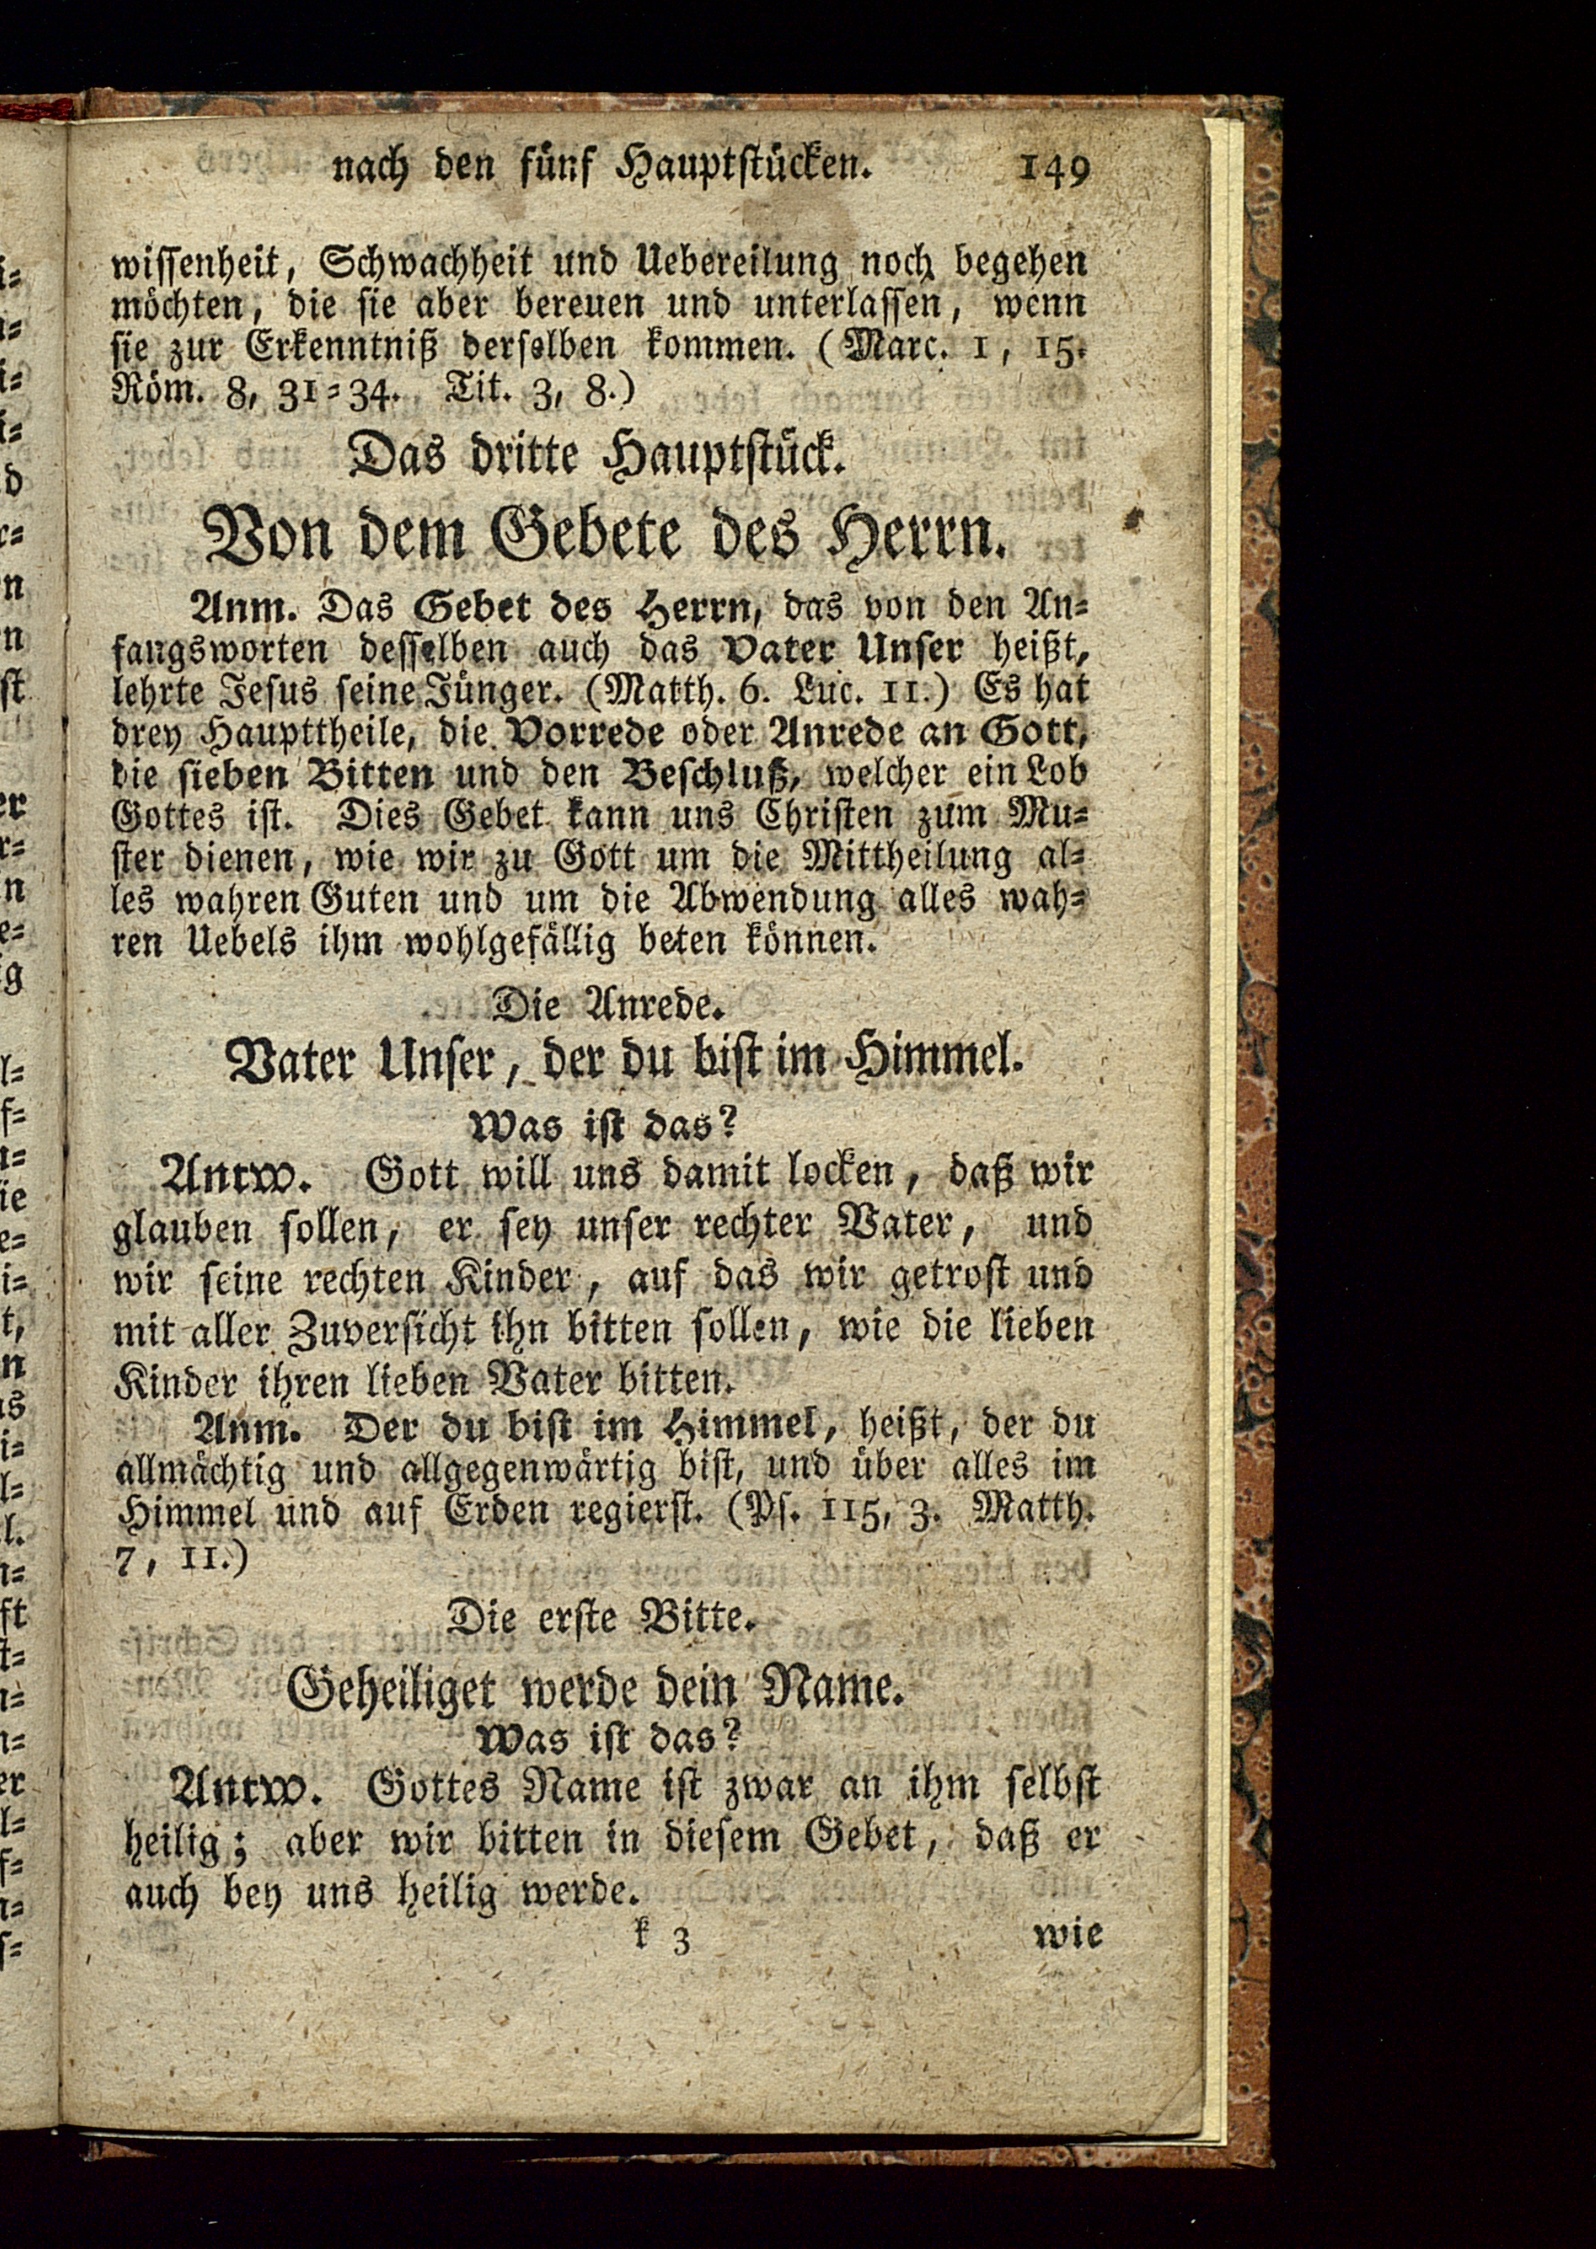 nach den fünf Hauptstücken. 149
wissenheit, Schwachheit und Uebereilung noch begehen
möchten, die sie aber bereuen und unterlassen, wenn
sie zur Erkenntniß derselben kommen. (Marc. 1, 15.
Röm. 8, 31=34. Tit. 3, 8.)
Das dritte Hauptstück.
Von dem Gebete des Herrn.
Anm. Das Gebet des Herrn, das von den An=
fangsworten desselben auch das Vater Unser heißt,
lehrte Jesus seine Jünger. (Matth. 6. Luc. 11.) Es hat
drey Haupttheile, die Vorrede oder Anrede an Gott,
die sieben Bitten und den Beschluß, welcher ein Lob
Gottes ist. Dies Gebet kann uns Christen zum Mu=
ster dienen, wie wir zu Gott um die Mittheilung al=
les wahren Guten und um die Abwendung alles wah=
ren Uebels ihm wohlgefällig beten können.
Die Anrede.
Vater Unser, der du bist im Himmel.
Was ist das?
Antw. Gott will uns damit locken, daß wir
glauben sollen, er sey unser rechter Vater, und
wir seine rechten Kinder, auf das wir getrost und
mit aller Zuversicht ihn bitten sollen, wie die lieben
Kinder ihren lieben Vater bitten.
Anm. Der du bist im Himmel, heißt, der du
allmächtig und allgegenwärtig bist, und über alles im
Himmel und auf Erden regierst. (Ps. 115, 3. Matth.
7, 11.)
Die erste Bitte.
Geheiliget werde dein Name.
Was ist das?
Antw. Gottes Name ist zwar an ihm selbst
heilig; aber wir bitten in diesem Gebet, daß er
auch bey uns heilig werde.
k 3 wie